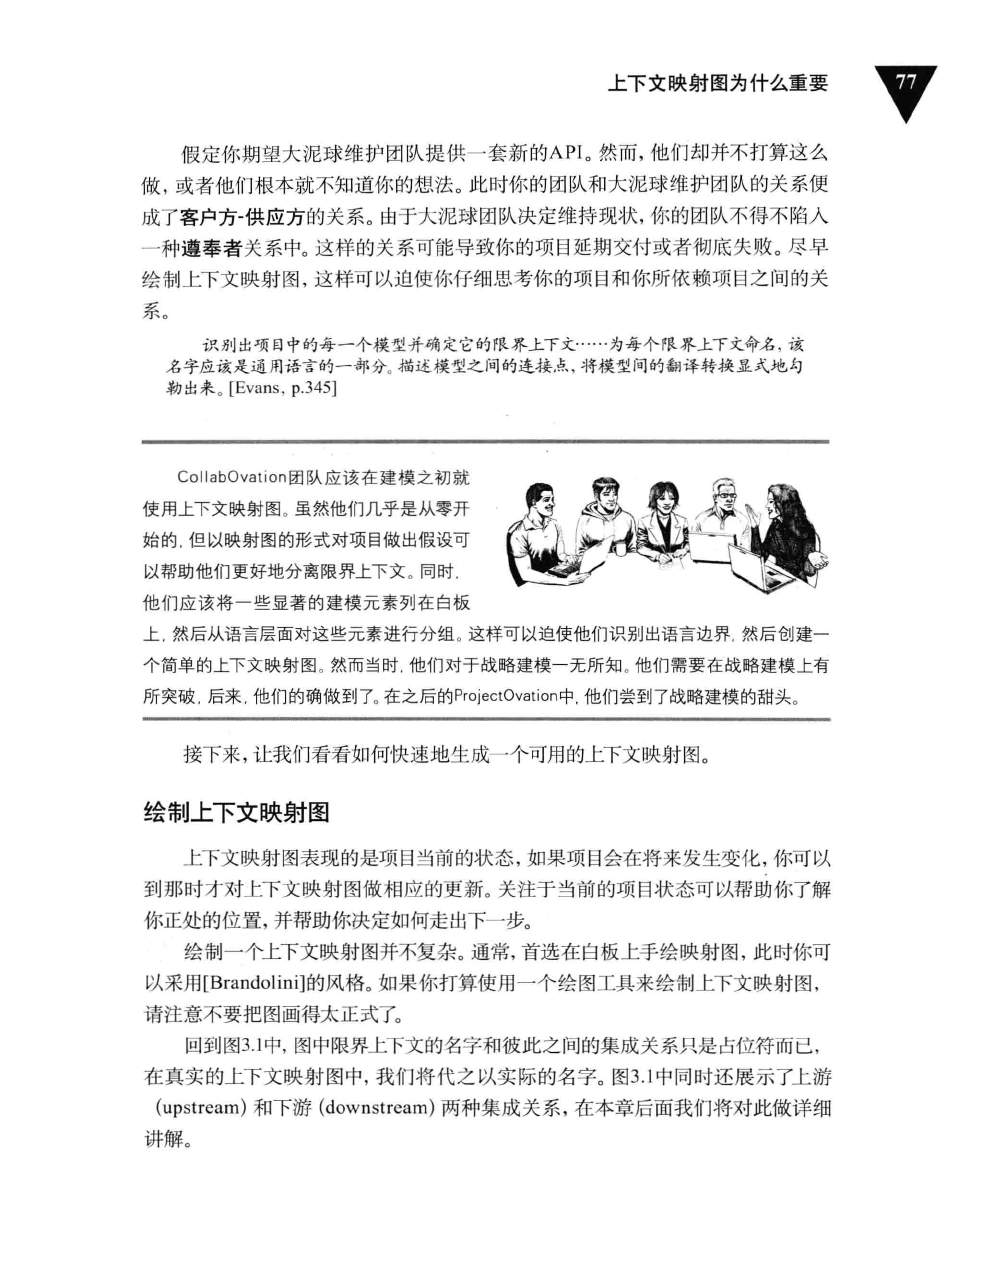 上下文映射图为什么重要
77
假定你期望大泥球维护团队提供一套新的API。然而，他们却并不打算这么
做，或者他们根本就不知道你的想法。此时你的团队和大泥球维护团队的关系便
成了客户方-供应方的关系。由于大泥球团队决定维持现状，你的团队不得不陷入
一种遵奉者关系中。这样的关系可能导致你的项目延期交付或者彻底失败。尽早
绘制上下文映射图，这样可以迫使你仔细思考你的项目和你所依赖项目之间的关
系。
识别出项目中的每一个模型并确定它的限界上下文……为每个限界上下文命名，该
名字应该是通用语言的一部分。描述模型之间的连接点，将模型间的翻译转换显式地勾
勒出来。[Evans, p.345]
CollabOvation团队应该在建模之初就
使用上下文映射图。虽然他们几乎是从零开
始的，但以映射图的形式对项目做出假设可
以帮助他们更好地分离限界上下文。同时，
他们应该将一些显著的建模元素列在白板
上，然后从语言层面对这些元素进行分组。这样可以迫使他们识别出语言边界，然后创建一
个简单的上下文映射图。然而当时，他们对于战略建模一无所知。他们需要在战略建模上有
所突破，后来，他们的确做到了。在之后的ProjectOvation中，他们尝到了战略建模的甜头。
接下来，让我们看看如何快速地生成一个可用的上下文映射图。
绘制上下文映射图
上下文映射图表现的是项目当前的状态，如果项目会在将来发生变化，你可以
到那时才对上下文映射图做相应的更新。关注于当前的项目状态可以帮助你了解
你正处的位置，并帮助你决定如何走出下一步。
绘制一个上下文映射图并不复杂。通常，首选在白板上手绘映射图，此时你可
以采用[Brandolini]的风格。如果你打算使用一个绘图工具来绘制上下文映射图，
请注意不要把图画得太正式了。
回到图3.1中，图中限界上下文的名字和彼此之间的集成关系只是占位符而已，
在真实的上下文映射图中，我们将代之以实际的名字。图3.1中同时还展示了上游
（upstream）和下游（downstream）两种集成关系，在本章后面我们将对此做详细
讲解。